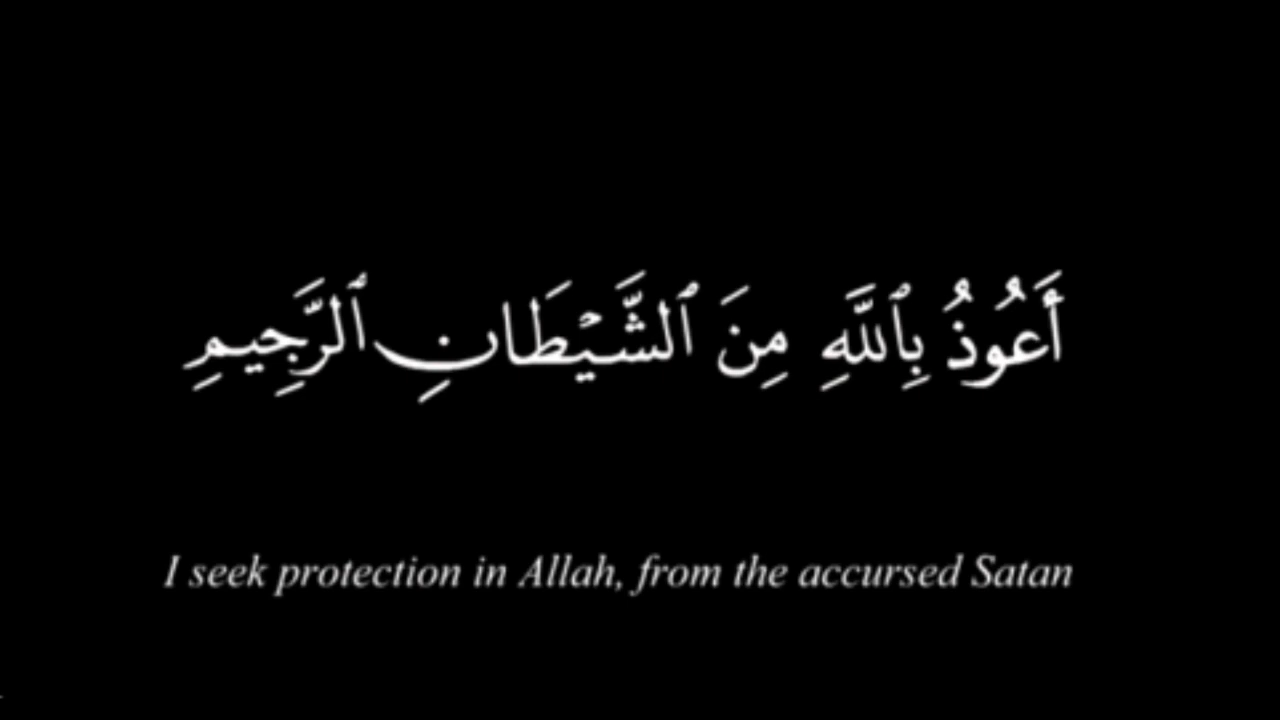 أَعُوذُ بِٱللَّهِ مِنَ ٱلشَّيْطَانِ ٱلرَّجِيمِ
I seek protection in Allah, from the accursed Satan